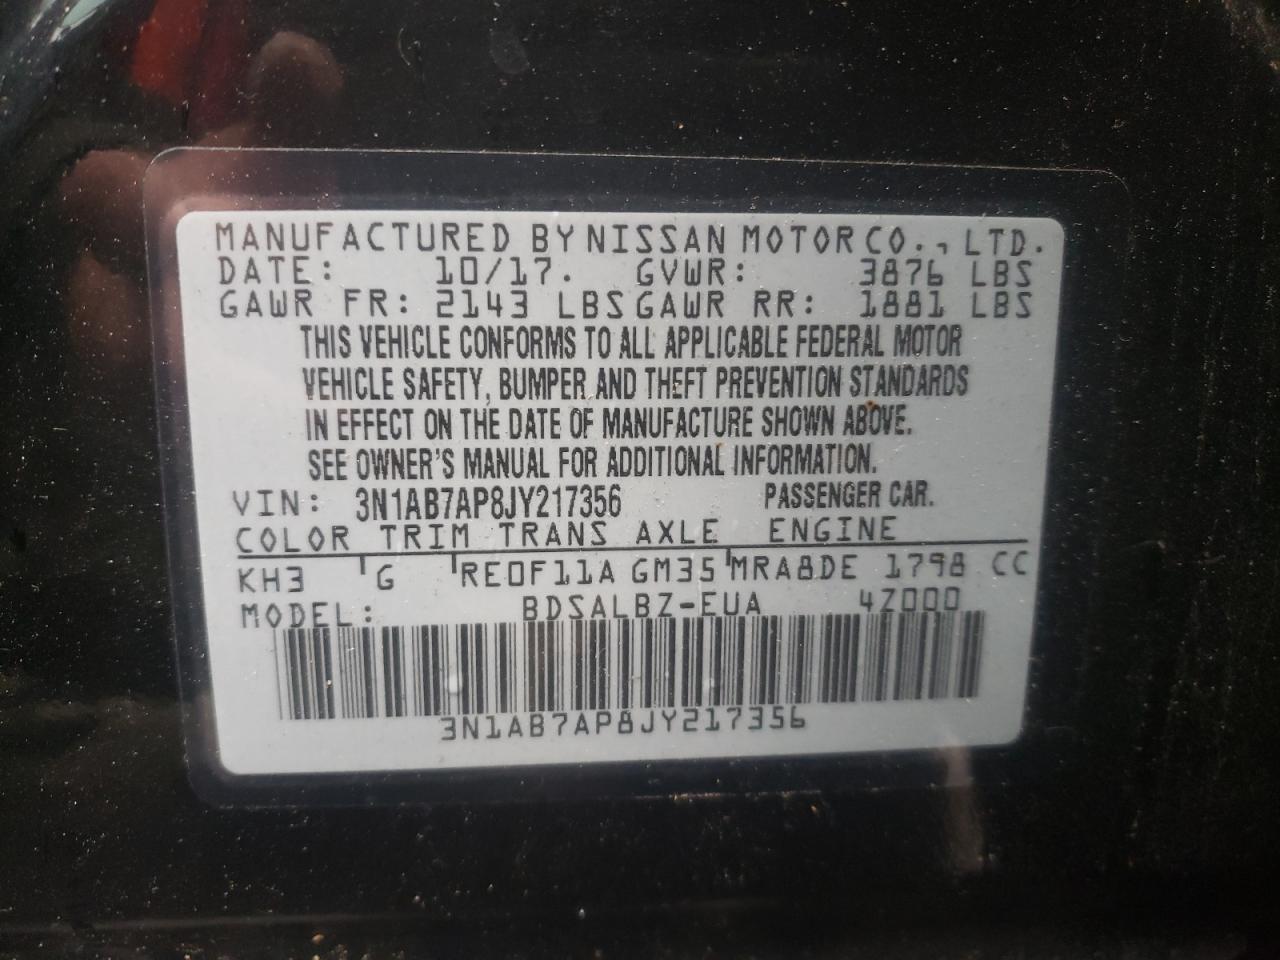 MANUFACTURED BY NISSAN MOTOR CO., LTD.
DATE: 10/17. GVWR: 3876 LBS
GAWR FR: 2143 LBS GAWR RR: 1881 LBS
THIS VEHICLE CONFORMS TO ALL APPLICABLE FEDERAL MOTOR
VEHICLE SAFETY, BUMPER AND THEFT PREVENTION STANDARDS
IN EFFECT ON THE DATE OF MANUFACTURE SHOWN ABOVE.
SEE OWNER'S MANUAL FOR ADDITIONAL INFORMATION.
VIN: 3N1AB7AP8JY217356 PASSENGER CAR.
COLOR TRIM TRANS AXLE ENGINE
KH3 G RE0F11A GM35 MRA8DE 1798 CC
MODEL: BDSALBZ-EUA 4Z000
3N1AB7AP8JY217356